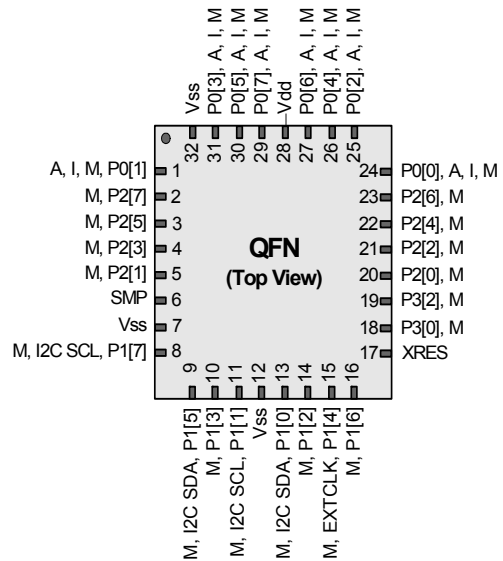 Vss
P0[3], A, I, M
P0[5], A, I, M
P0[7], A, I, M
Vdd
P0[6], A, I, M
P0[4], A, I, M
P0[2], A, I, M
32
31
30
29
28
27
26
25
A, I, M, P0[1] 1
M, P2[7] 2
M, P2[5] 3
M, P2[3] 4
M, P2[1] 5
SMP 6
Vss 7
M, I2C SCL, P1[7] 8
QFN
(Top View)
24 P0[0], A, I, M
23 P2[6], M
22 P2[4], M
21 P2[2], M
20 P2[0], M
19 P3[2], M
18 P3[0], M
17 XRES
9
10
11
12
13
14
15
16
M, I2C SDA, P1[5]
M, P1[3]
M, I2C SCL, P1[1]
Vss
M, I2C SDA, P1[0]
M, P1[2]
M, EXTCLK, P1[4]
M, P1[6]